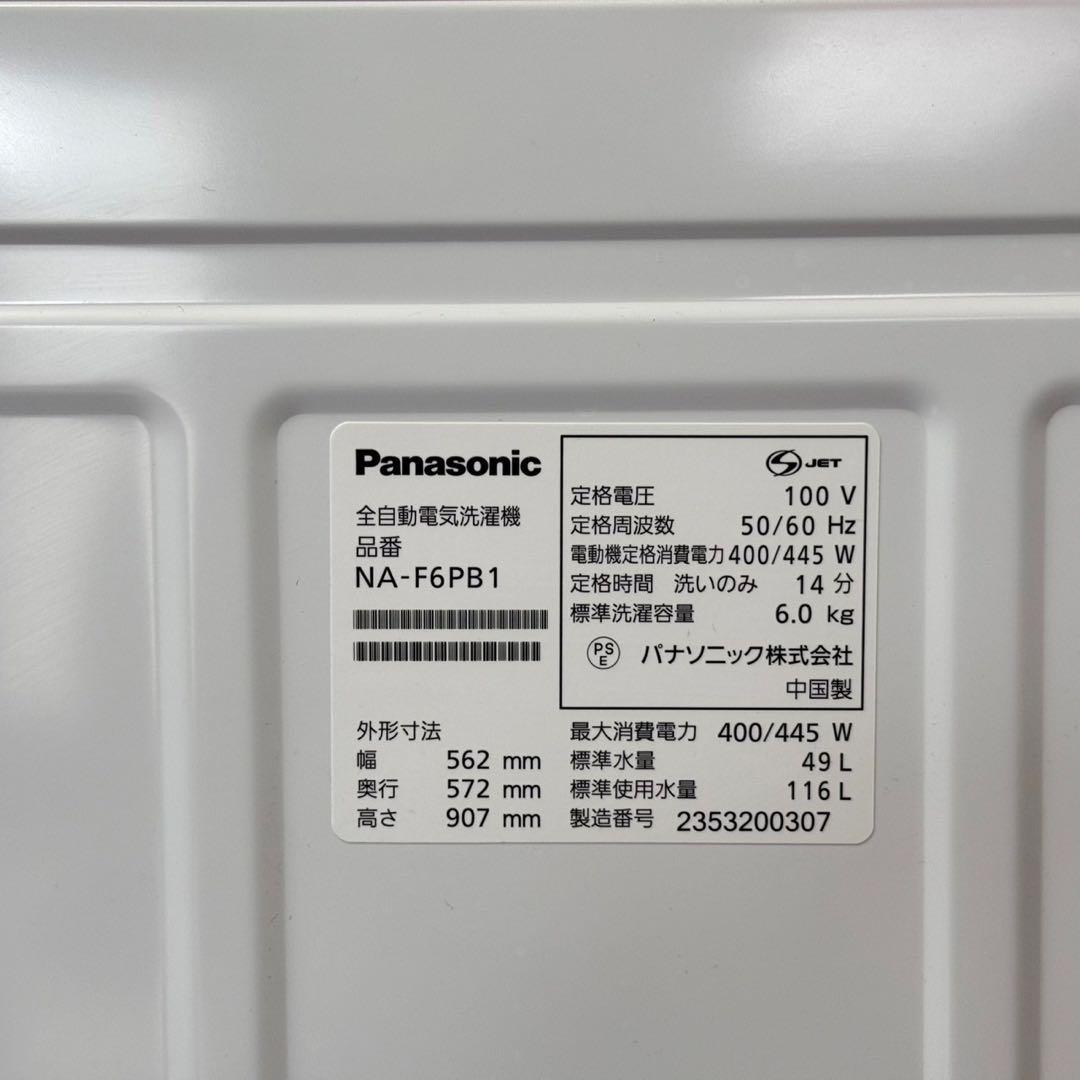 Panasonic
全自動電気洗濯機
品番
NA-F6PB1
S JET
定格電圧 100 V
定格周波数 50/60 Hz
電動機定格消費電力 400/445 W
定格時間 洗いのみ 14 分
標準洗濯容量 6.0 kg
PS E パナソニック株式会社
中国製
外形寸法
幅 562 mm
奥行 572 mm
高さ 907 mm
最大消費電力 400/445 W
標準水量 49 L
標準使用水量 116 L
製造番号 2353200307